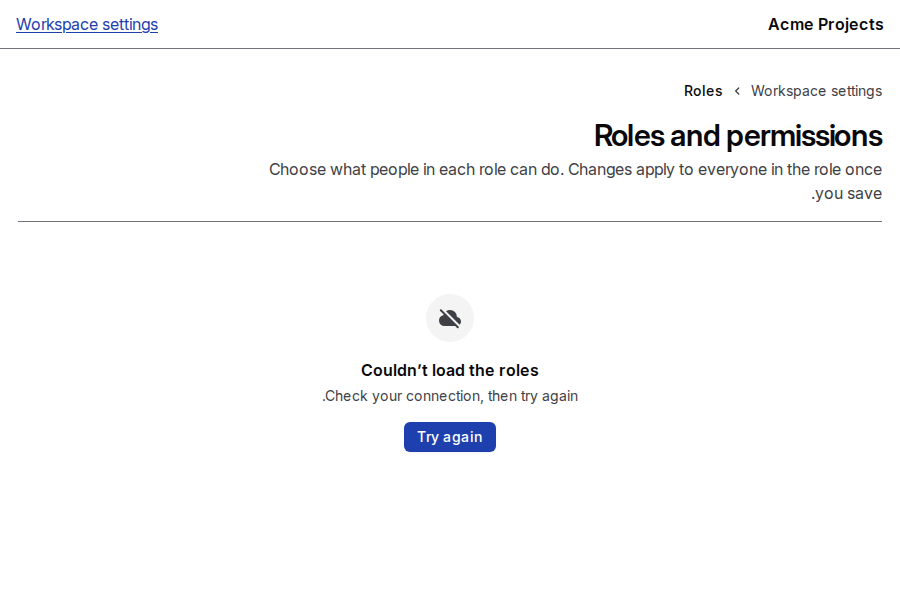 Acme Projects
Workspace settings
Workspace settings
Roles
Roles and permissions
Choose what people in each role can do. Changes apply to everyone in the role once
you save.
Couldn’t load the roles
Check your connection, then try again.
Try again